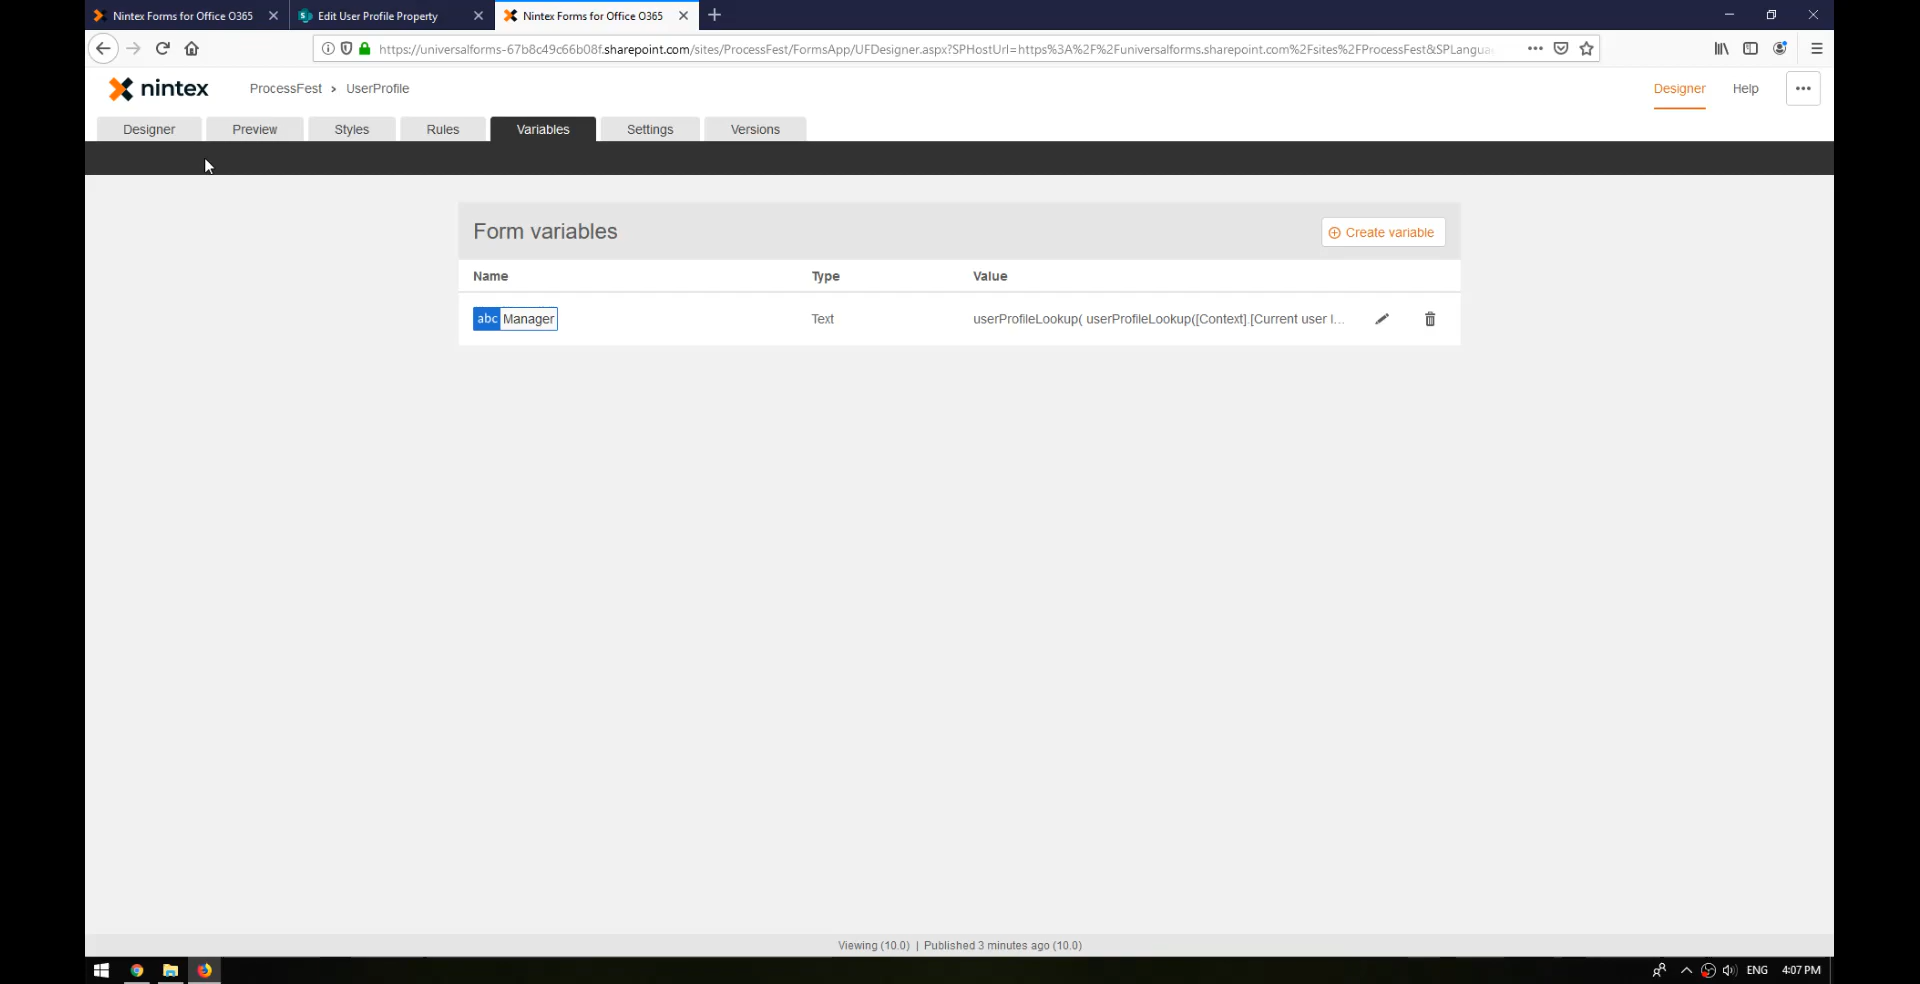 Nintex Forms for Office O365
Edit User Profile Property
Nintex Forms for Office O365
https://universalforms-67b8c49c66b08f.sharepoint.com/sites/ProcessFest/FormsApp/UFDesigner.aspx?SPHostUrl=https%3A%2F%2Funiversalforms.sharepoint.com%2Fsites%2FProcessFest&SPLangua
nintex
ProcessFest > UserProfile
Designer
Help
Designer
Preview
Styles
Rules
Variables
Settings
Versions
Form variables
Create variable
Name
Type
Value
abc Manager
Text
userProfileLookup( userProfileLookup([Context].[Current user l...
Viewing (10.0) | Published 3 minutes ago (10.0)
ENG
4:07 PM